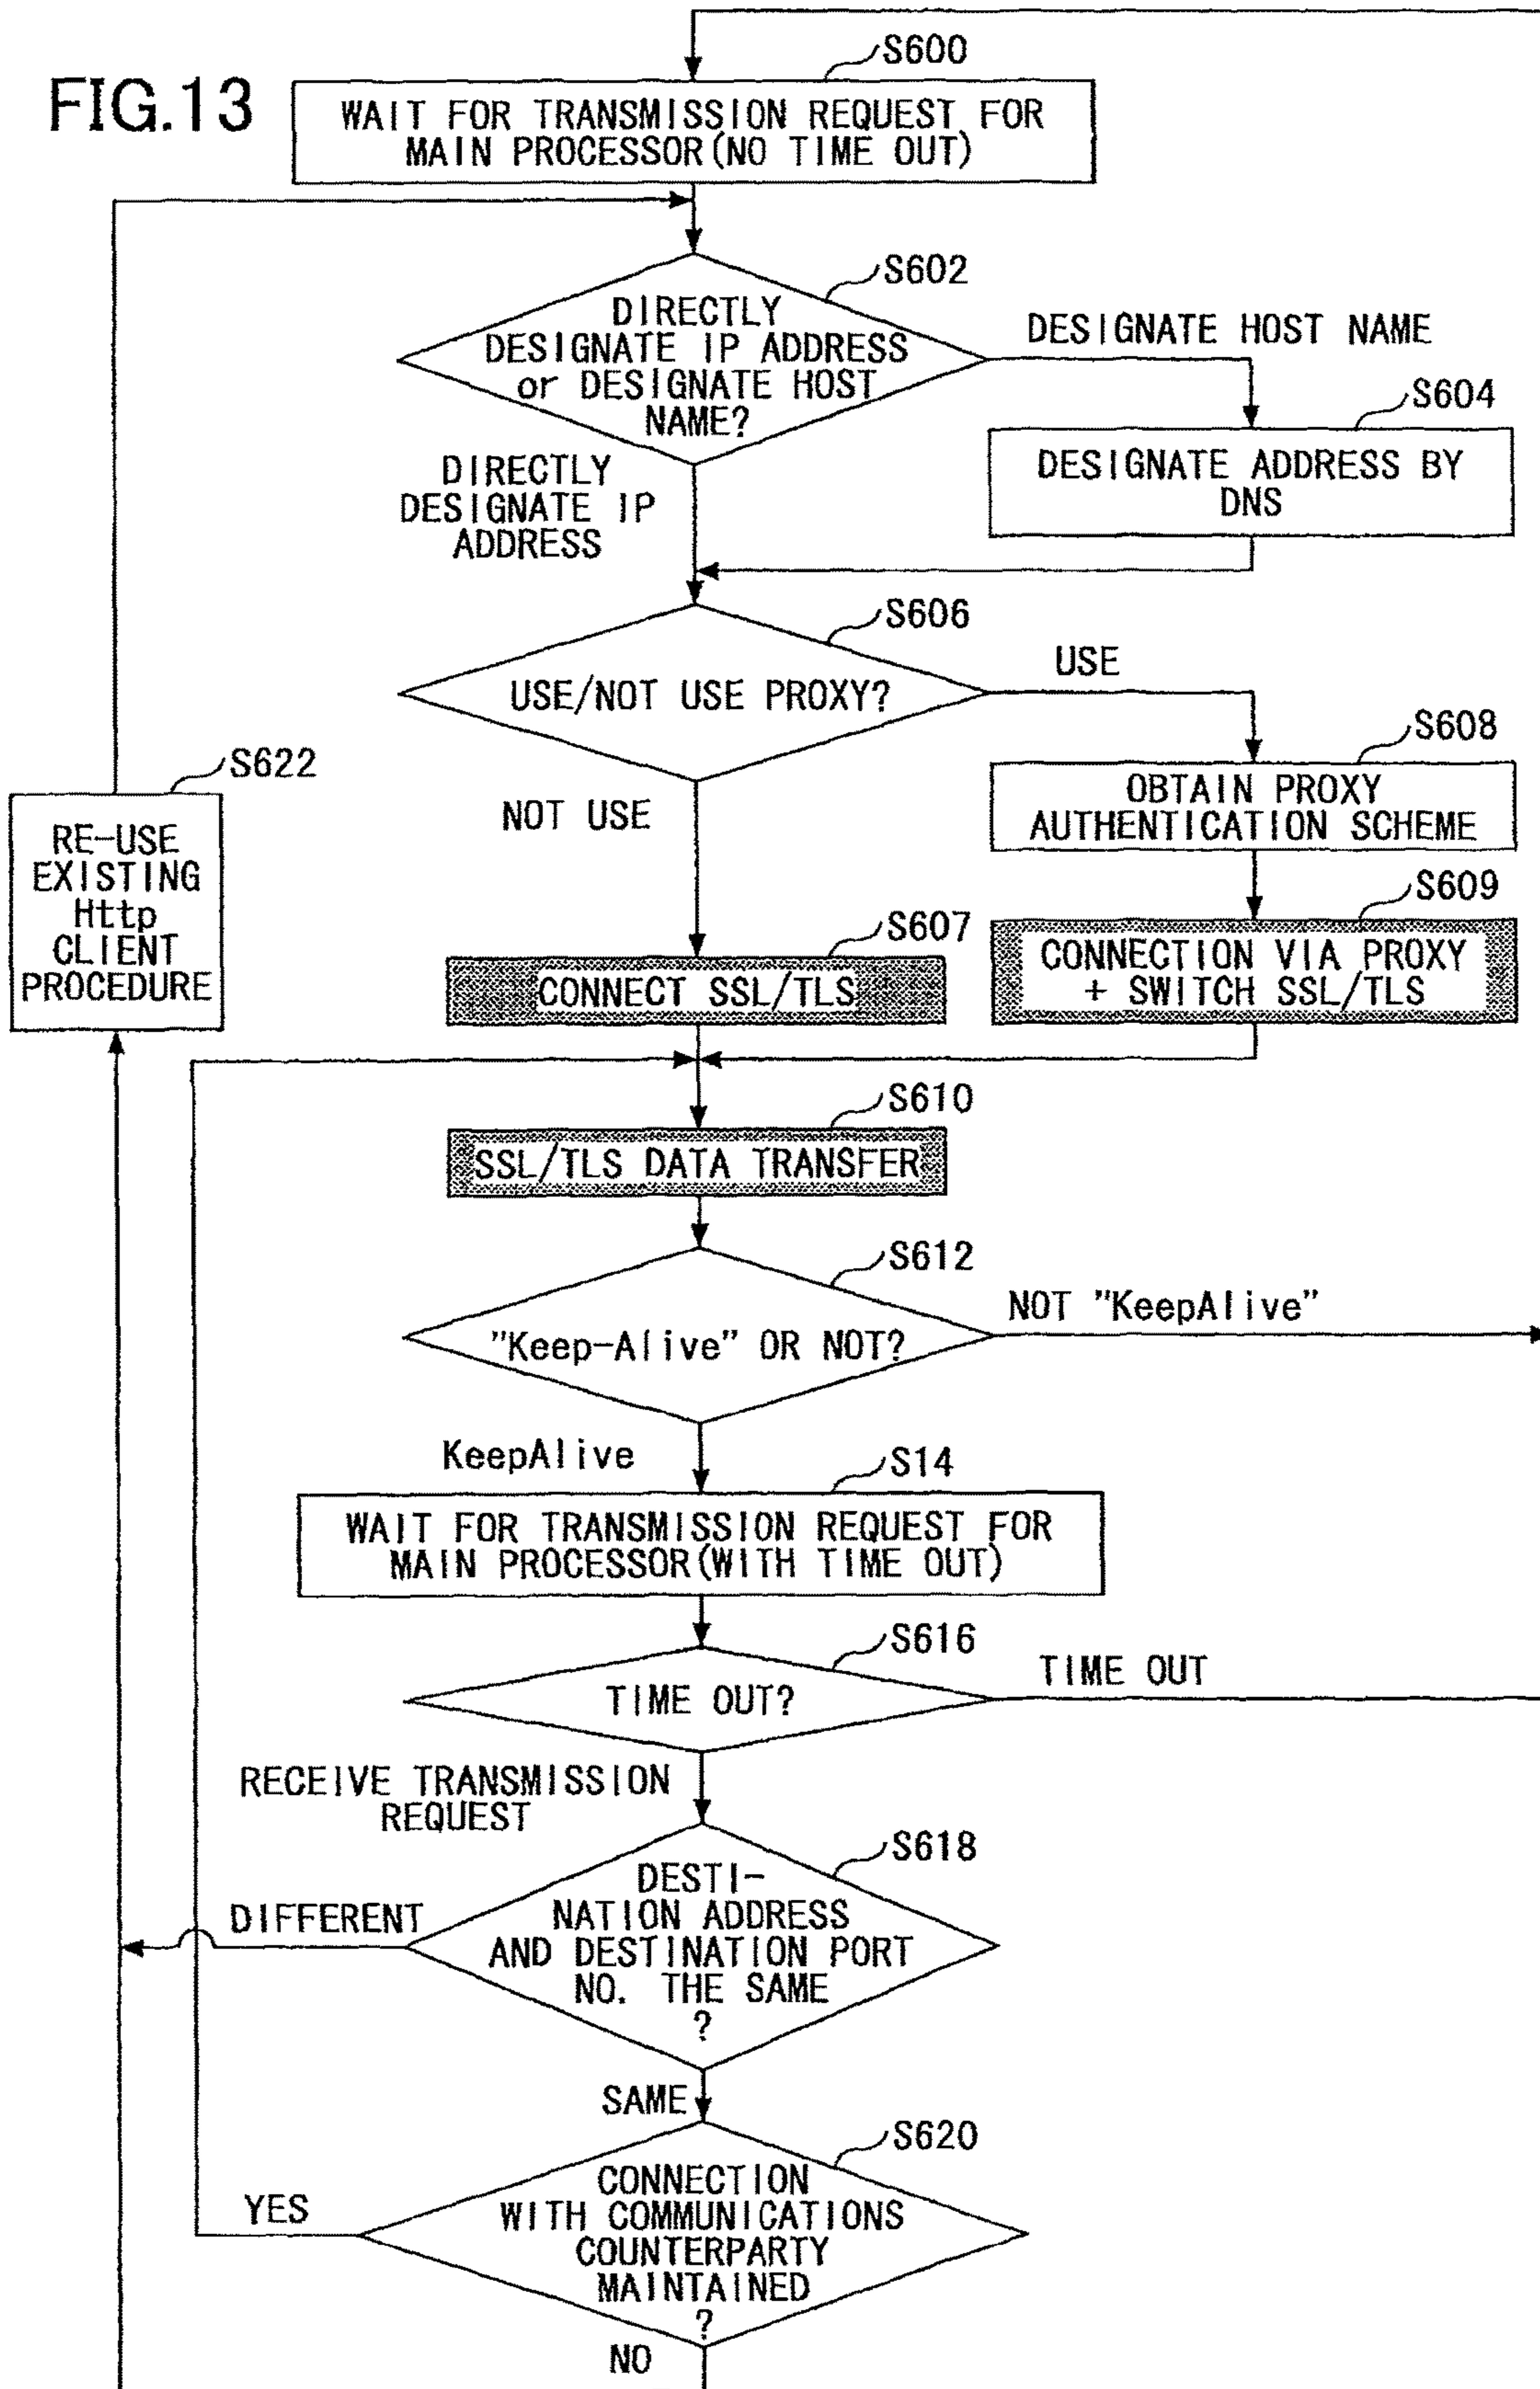 FIG.13
S600
WAIT FOR TRANSMISSION REQUEST FOR
MAIN PROCESSOR(NO TIME OUT)
S602
DIRECTLY
DESIGNATE IP ADDRESS
or DESIGNATE HOST
NAME?
DESIGNATE HOST NAME
S604
DESIGNATE ADDRESS BY
DNS
DIRECTLY
DESIGNATE IP
ADDRESS
S606
USE/NOT USE PROXY?
USE
S608
OBTAIN PROXY
AUTHENTICATION SCHEME
NOT USE
S622
RE-USE
EXISTING
Http
CLIENT
PROCEDURE
S607
CONNECT SSL/TLS
S609
CONNECTION VIA PROXY
+ SWITCH SSL/TLS
S610
SSL/TLS DATA TRANSFER
S612
"Keep-Alive" OR NOT?
NOT "KeepAlive"
KeepAlive
S14
WAIT FOR TRANSMISSION REQUEST FOR
MAIN PROCESSOR(WITH TIME OUT)
S616
TIME OUT?
TIME OUT
RECEIVE TRANSMISSION
REQUEST
S618
DESTI-
NATION ADDRESS
AND DESTINATION PORT
NO. THE SAME
?
DIFFERENT
SAME
S620
CONNECTION
WITH COMMUNICATIONS
COUNTERPARTY
MAINTAINED
?
YES
NO